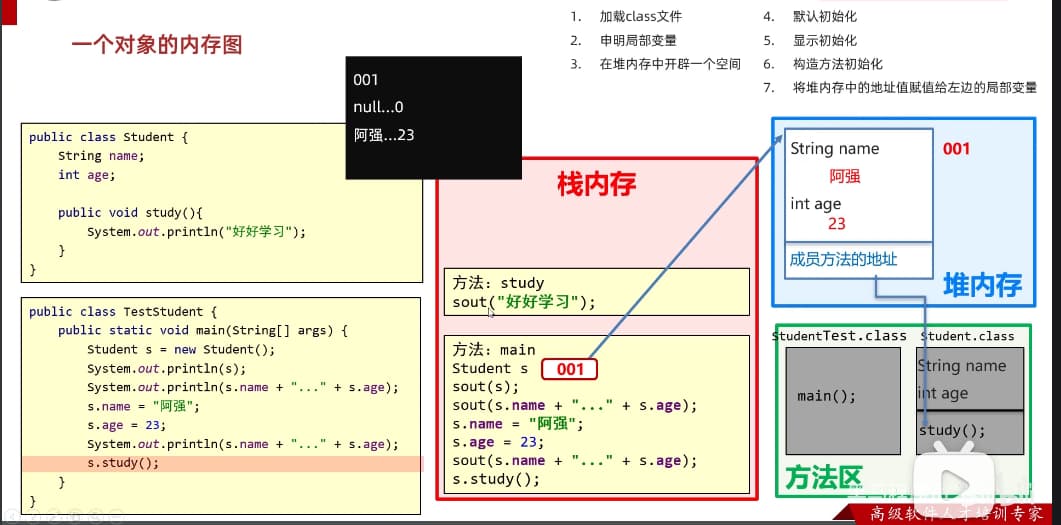 一个对象的内存图
1. 加载class文件
2. 申明局部变量
3. 在堆内存中开辟一个空间
4. 默认初始化
5. 显示初始化
6. 构造方法初始化
7. 将堆内存中的地址值赋值给左边的局部变量
001
null...0
阿强...23
public class Student {
String name;
int age;
public void study(){
System.out.println("好好学习");
}
}
public class TestStudent {
public static void main(String[] args) {
Student s = new Student();
System.out.println(s);
System.out.println(s.name + "..." + s.age);
s.name = "阿强";
s.age = 23;
System.out.println(s.name + "..." + s.age);
s.study();
}
}
栈内存
方法：study
sout("好好学习");
方法：main
Student s 001
sout(s);
sout(s.name + "..." + s.age);
s.name = "阿强";
s.age = 23;
sout(s.name + "..." + s.age);
s.study();
String name
阿强
int age
23
成员方法的地址
001
堆内存
StudentTest.class
main();
Student.class
String name
int age
study();
方法区
高级软件人才培训专家